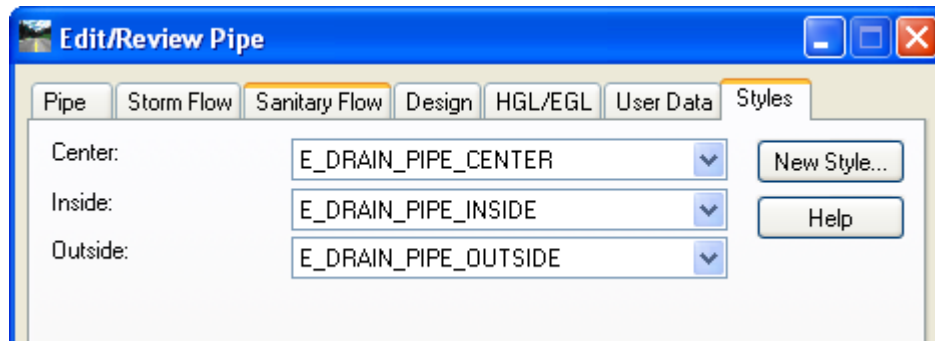 Edit/Review Pipe
Pipe Storm Flow Sanitary Flow Design HGL/EGL User Data Styles
Center: E_DRAIN_PIPE_CENTER New Style...
Inside: E_DRAIN_PIPE_INSIDE Help
Outside: E_DRAIN_PIPE_OUTSIDE